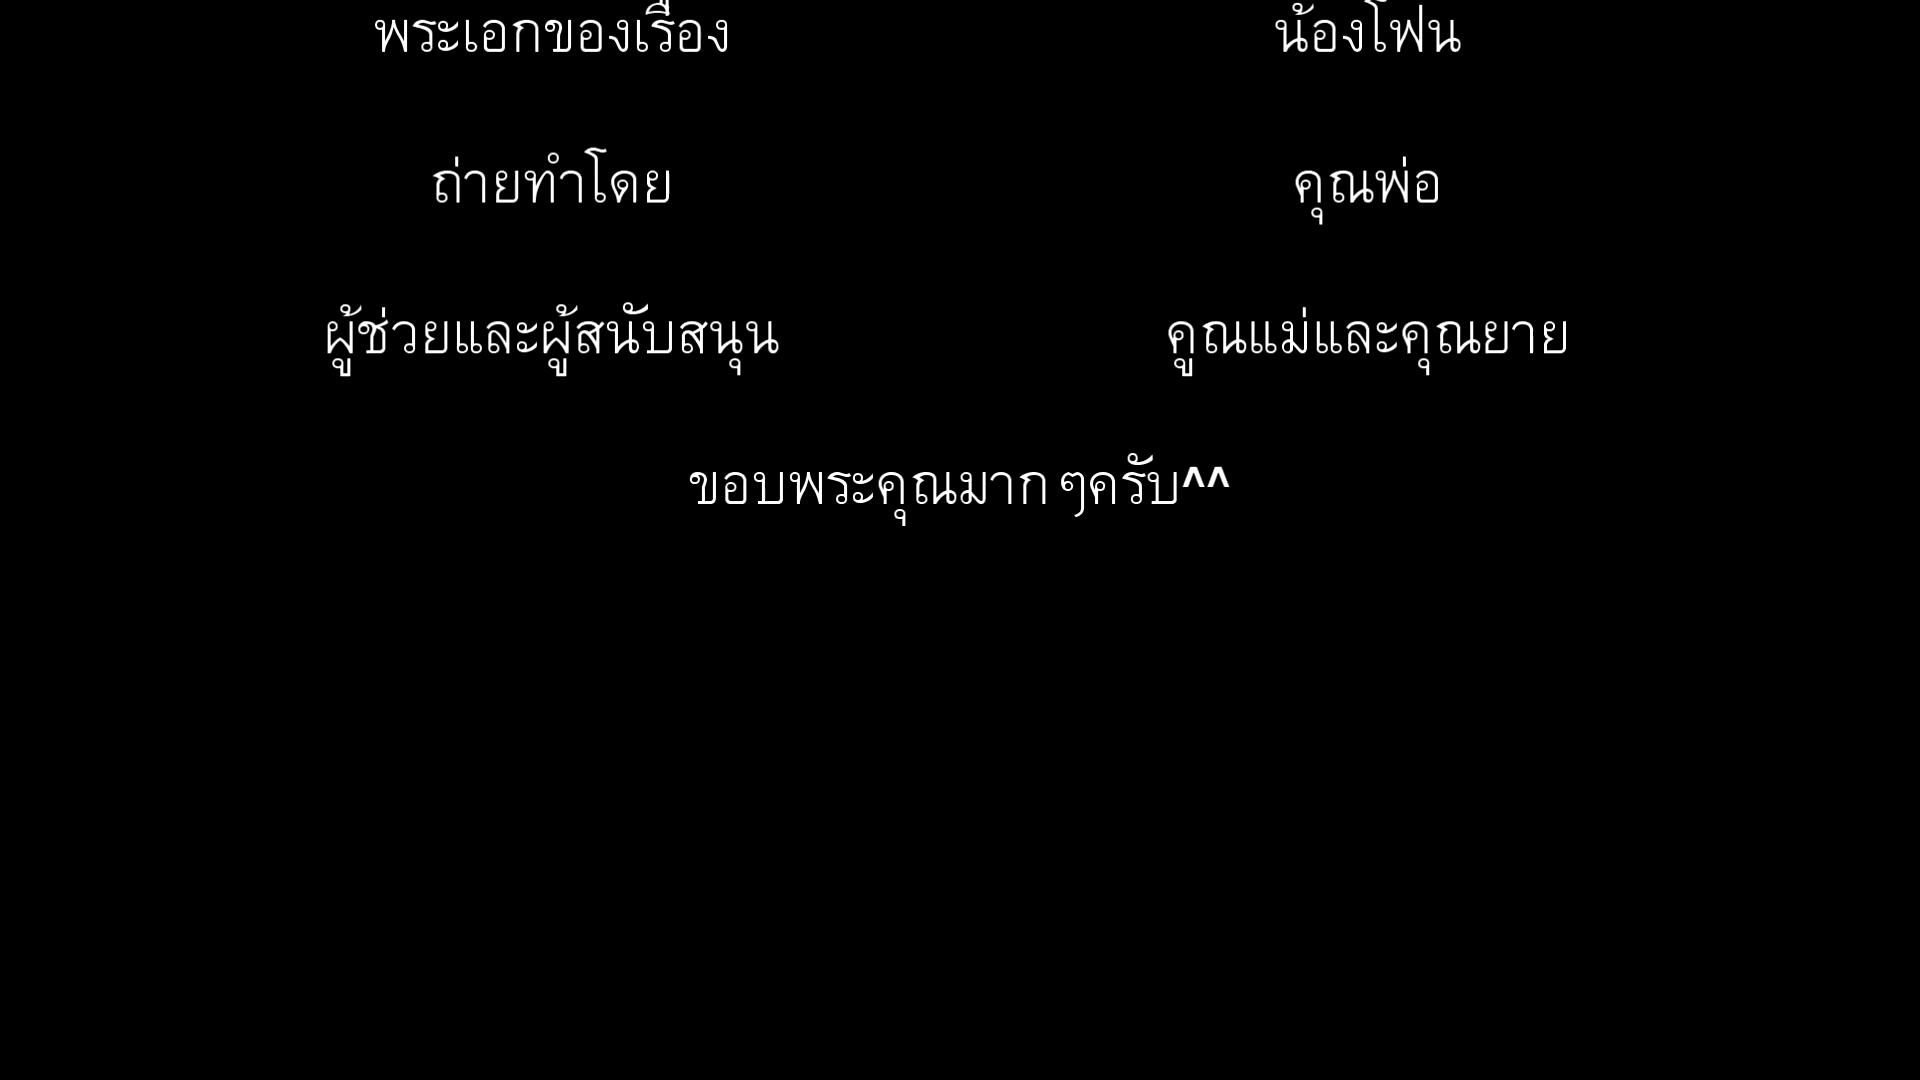 พระเอกของเรื่อง น้องโฟน
ถ่ายทำโดย คุณพ่อ
ผู้ช่วยและผู้สนับสนุน คูณแม่และคุณยาย
ขอบพระคุณมาก ๆครับ^^